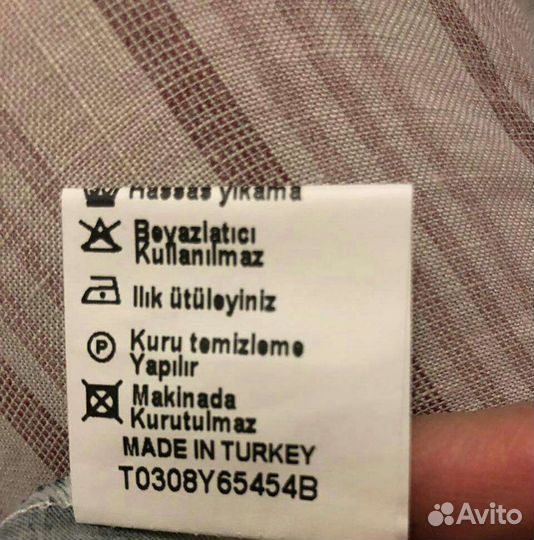 Hassas yıkama
Beyazlatıcı
Kullanılmaz
Ilık ütüleyiniz
P
Kuru temizleme
Yapılır
Makinada
Kurutulmaz
MADE IN TURKEY
T0308Y65454B
Avito